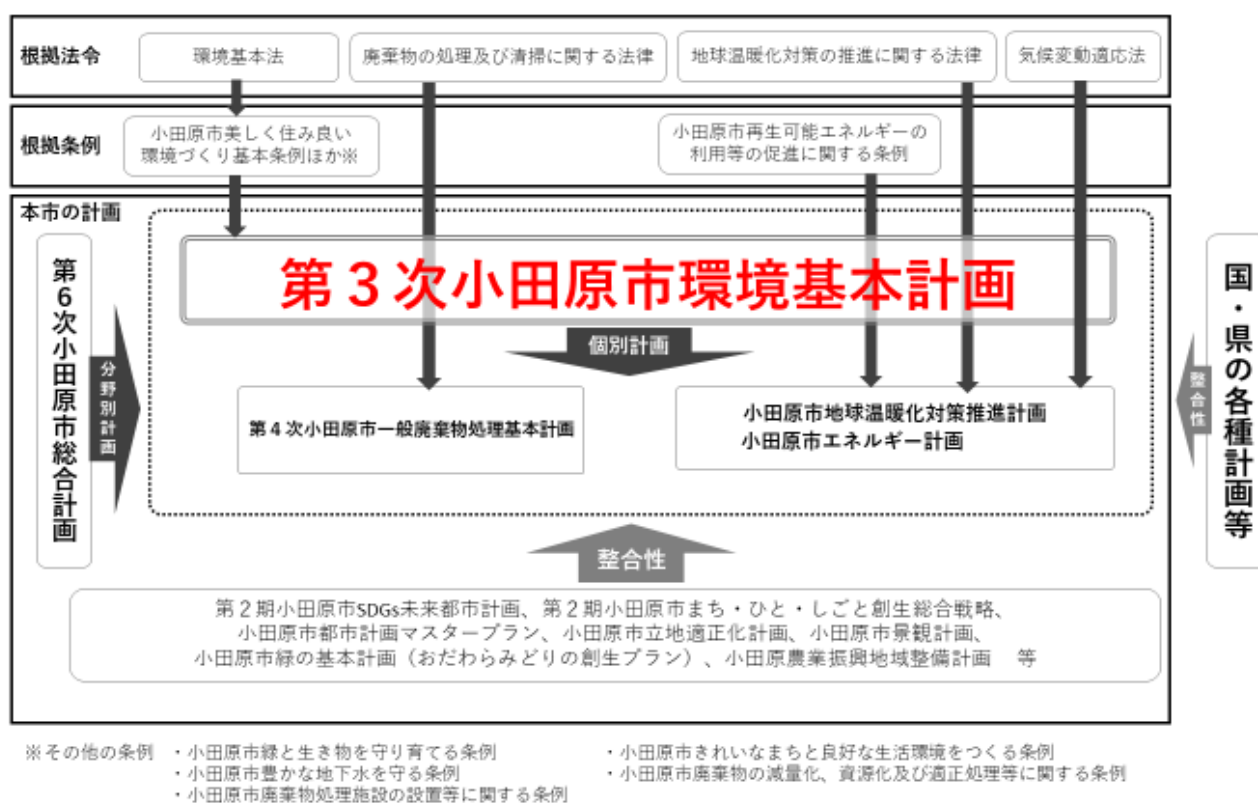 根拠法令
環境基本法
廃棄物の処理及び清掃に関する法律
地球温暖化対策の推進に関する法律
気候変動適応法
根拠条例
小田原市美しく住み良い
環境づくり基本条例ほか※
小田原市再生可能エネルギーの
利用等の促進に関する条例
本市の計画
第6次小田原市総合計画
分野別計画
第３次小田原市環境基本計画
個別計画
第４次小田原市一般廃棄物処理基本計画
小田原市地球温暖化対策推進計画
小田原市エネルギー計画
整合性
国・県の各種計画等
整合性
第２期小田原市SDGs未来都市計画、第２期小田原市まち・ひと・しごと創生総合戦略、
小田原市都市計画マスタープラン、小田原市立地適正化計画、小田原市景観計画、
小田原市緑の基本計画（おだわらみどりの創生プラン）、小田原農業振興地域整備計画　等
※その他の条例　・小田原市緑と生き物を守り育てる条例　・小田原市きれいなまちと良好な生活環境をつくる条例
・小田原市豊かな地下水を守る条例　・小田原市廃棄物の減量化、資源化及び適正処理等に関する条例
・小田原市廃棄物処理施設の設置等に関する条例